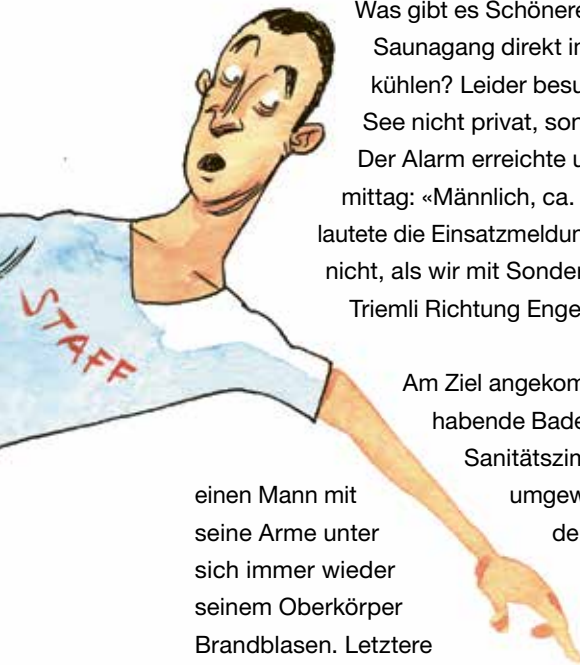 Was gibt es Schönere
Saunagang direkt i
kühlen? Leider besu
See nicht privat, son
Der Alarm erreichte u
mittag: «Männlich, ca.
lautete die Einsatzmeldun
nicht, als wir mit Sonder
Triemli Richtung Enge
STAFF
Am Ziel angekom
habende Bade
Sanitätszim
einen Mann mit umgew
seine Arme unter de
sich immer wieder
seinem Oberkörper
Brandblasen. Letztere